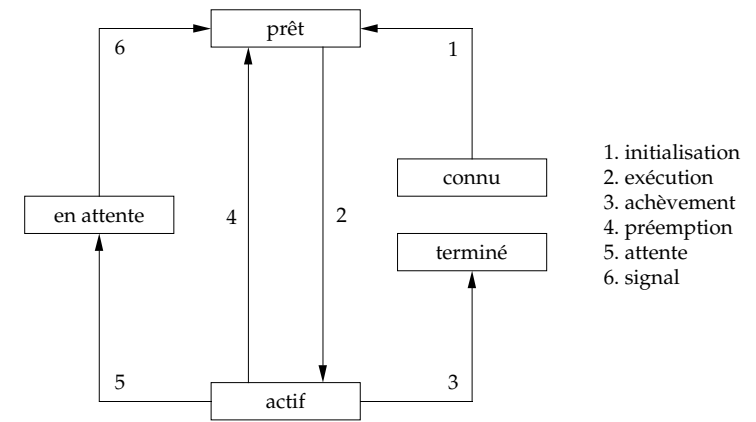 prêt
6
1
connu
en attente
4
2
terminé
5
3
actif
1. initialisation
2. exécution
3. achèvement
4. préemption
5. attente
6. signal